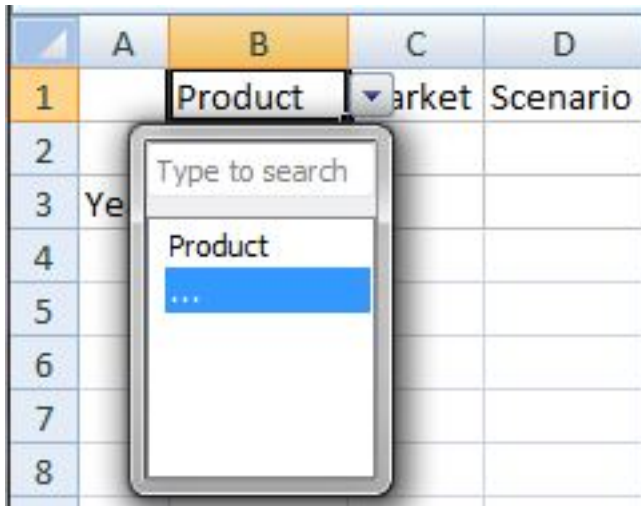 A B C D
1 Product arket Scenario
2
Type to search
3 Ye
Product
4
...
5
6
7
8